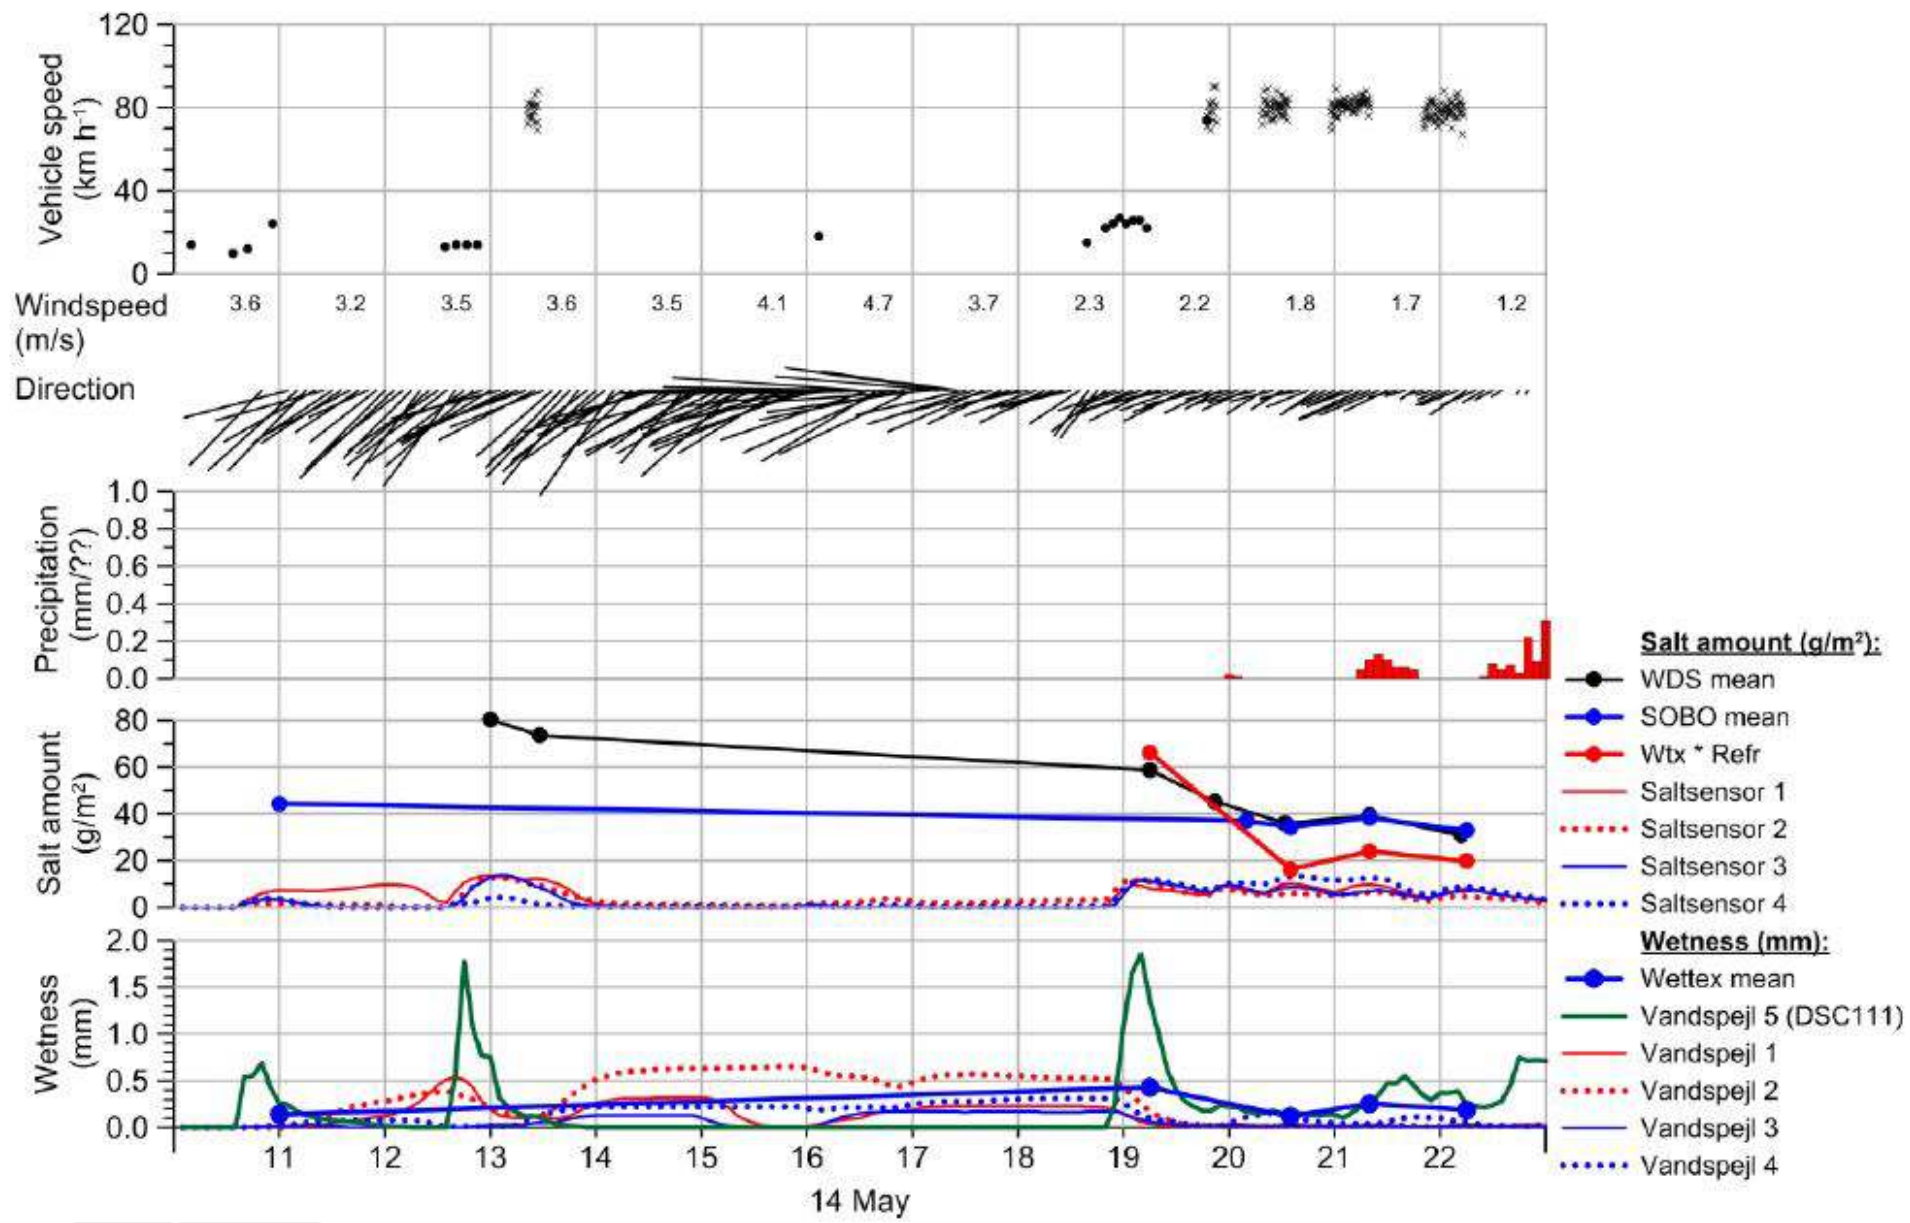 120
80
40
0
Vehicle speed
(km h⁻¹)
Windspeed
(m/s)
3.6 3.2 3.5 3.6 3.5 4.1 4.7 3.7 2.3 2.2 1.8 1.7 1.2
Direction
1.0
0.8
0.6
0.4
0.2
0.0
Precipitation
(mm/??)
80
60
40
20
0
Salt amount
(g/m²)
2.0
1.5
1.0
0.5
0.0
Wetness
(mm)
11 12 13 14 15 16 17 18 19 20 21 22
14 May
Salt amount (g/m²):
WDS mean
SOBO mean
Wtx * Refr
Saltsensor 1
Saltsensor 2
Saltsensor 3
Saltsensor 4
Wetness (mm):
Wettex mean
Vandspejl 5 (DSC111)
Vandspejl 1
Vandspejl 2
Vandspejl 3
Vandspejl 4